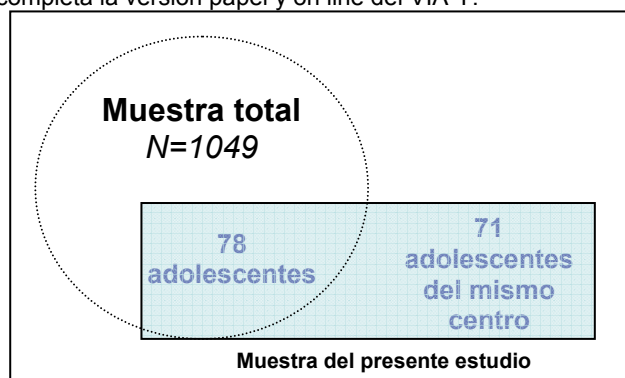 completa la versión papel y on line del VIA-Y.
Muestra total
N=1049
78
adolescentes
71
adolescentes
del mismo
centro
Muestra del presente estudio